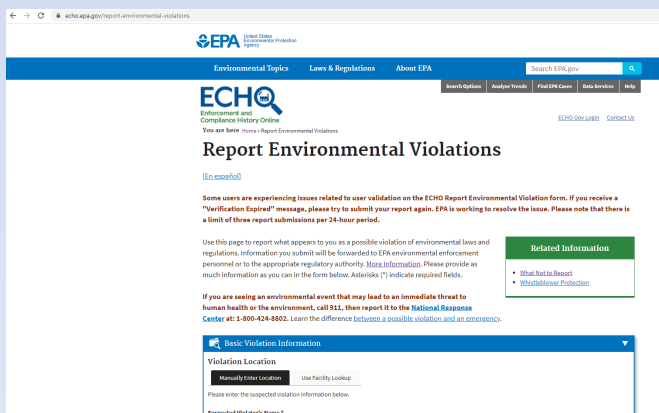 echo.epa.gov/report-environmental-violations
EPA United States Environmental Protection Agency
Environmental Topics Laws & Regulations About EPA Search EPA.gov
Search Options Analyze Trends Find EPA Cases Data Services Help
ECHO
Enforcement and
Compliance History Online
ECHO Gov Login Contact Us
You are here: Home » Report Environmental Violations
Report Environmental Violations
[En español]
Some users are experiencing issues related to user validation on the ECHO Report Environmental Violation form. If you receive a
"Verification Expired" message, please try to submit your report again. EPA is working to resolve the issue. Please note that there is
a limit of three report submissions per 24-hour period.
Use this page to report what appears to you as a possible violation of environmental laws and
regulations. Information you submit will be forwarded to EPA environmental enforcement
personnel or to the appropriate regulatory authority. More Information. Please provide as
much information as you can in the form below. Asterisks (*) indicate required fields.
Related Information
What Not to Report
Whistleblower Protection
If you are seeing an environmental event that may lead to an immediate threat to
human health or the environment, call 911, then report it to the National Response
Center at: 1-800-424-8802. Learn the difference between a possible violation and an emergency.
Basic Violation Information
Violation Location
Manually Enter Location Use Facility Lookup
Please enter the suspected violation information below.
Suspected Violator's Name *